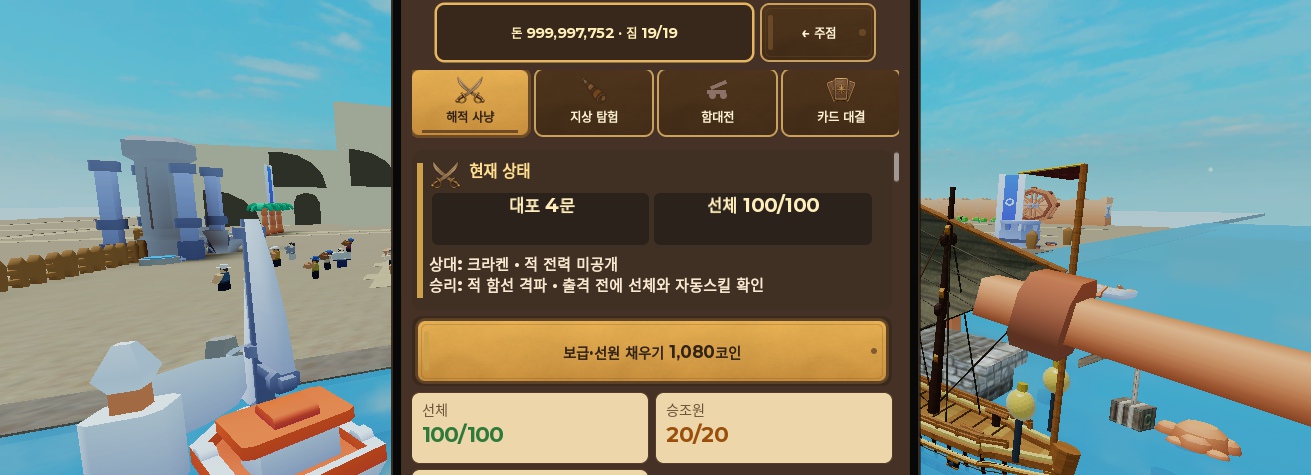 돈 999,997,752 · 짐 19/19
← 주점
해적 사냥
지상 탐험
함대전
카드 대결
현재 상태
대포 4문
선체 100/100
상대: 크라켄 • 적 전력 미공개
승리: 적 함선 격파 • 출격 전에 선체와 자동스킬 확인
보급·선원 채우기 1,080코인
선체
승조원
100/100
20/20